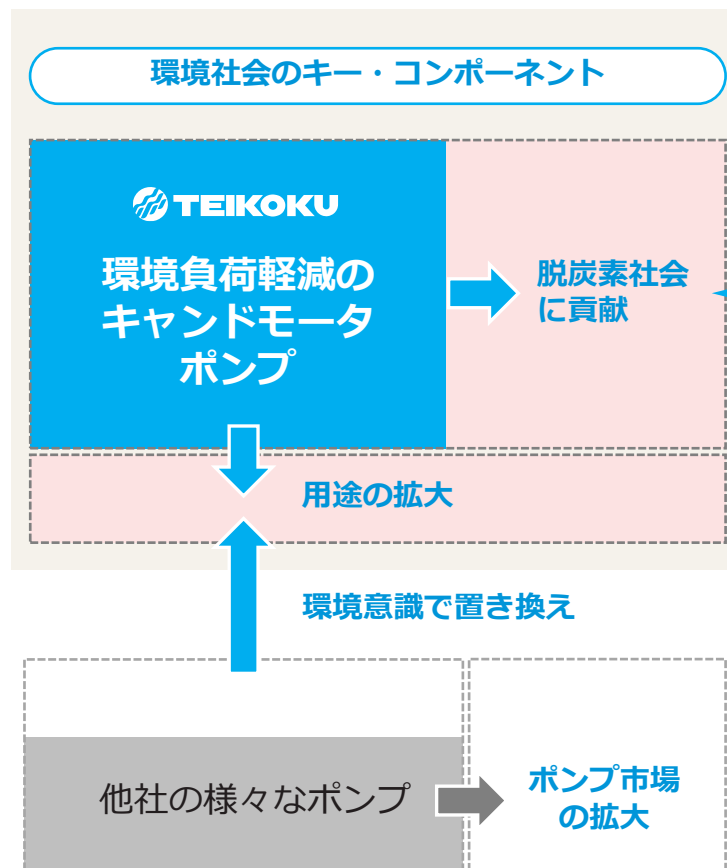 環境社会のキー・コンポーネント
TEIKOKU
環境負荷軽減の
キャンドモータ
ポンプ
脱炭素社会
に貢献
用途の拡大
環境意識で置き換え
他社の様々なポンプ
ポンプ市場
の拡大